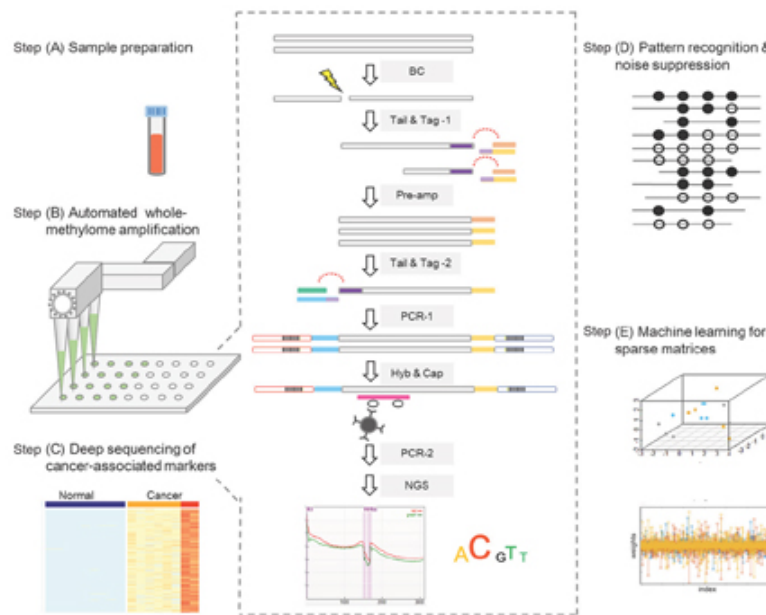 Step (A) Sample preparation
Step (B) Automated whole-
methylome amplification
Step (C) Deep sequencing of
cancer-associated markers
Normal
Cancer
BC
Tail & Tag -1
Pre-amp
Tail & Tag -2
PCR-1
Hyb & Cap
PCR-2
NGS
ACGTT
Step (D) Pattern recognition &
noise suppression
Step (E) Machine learning for
sparse matrices
weights
index